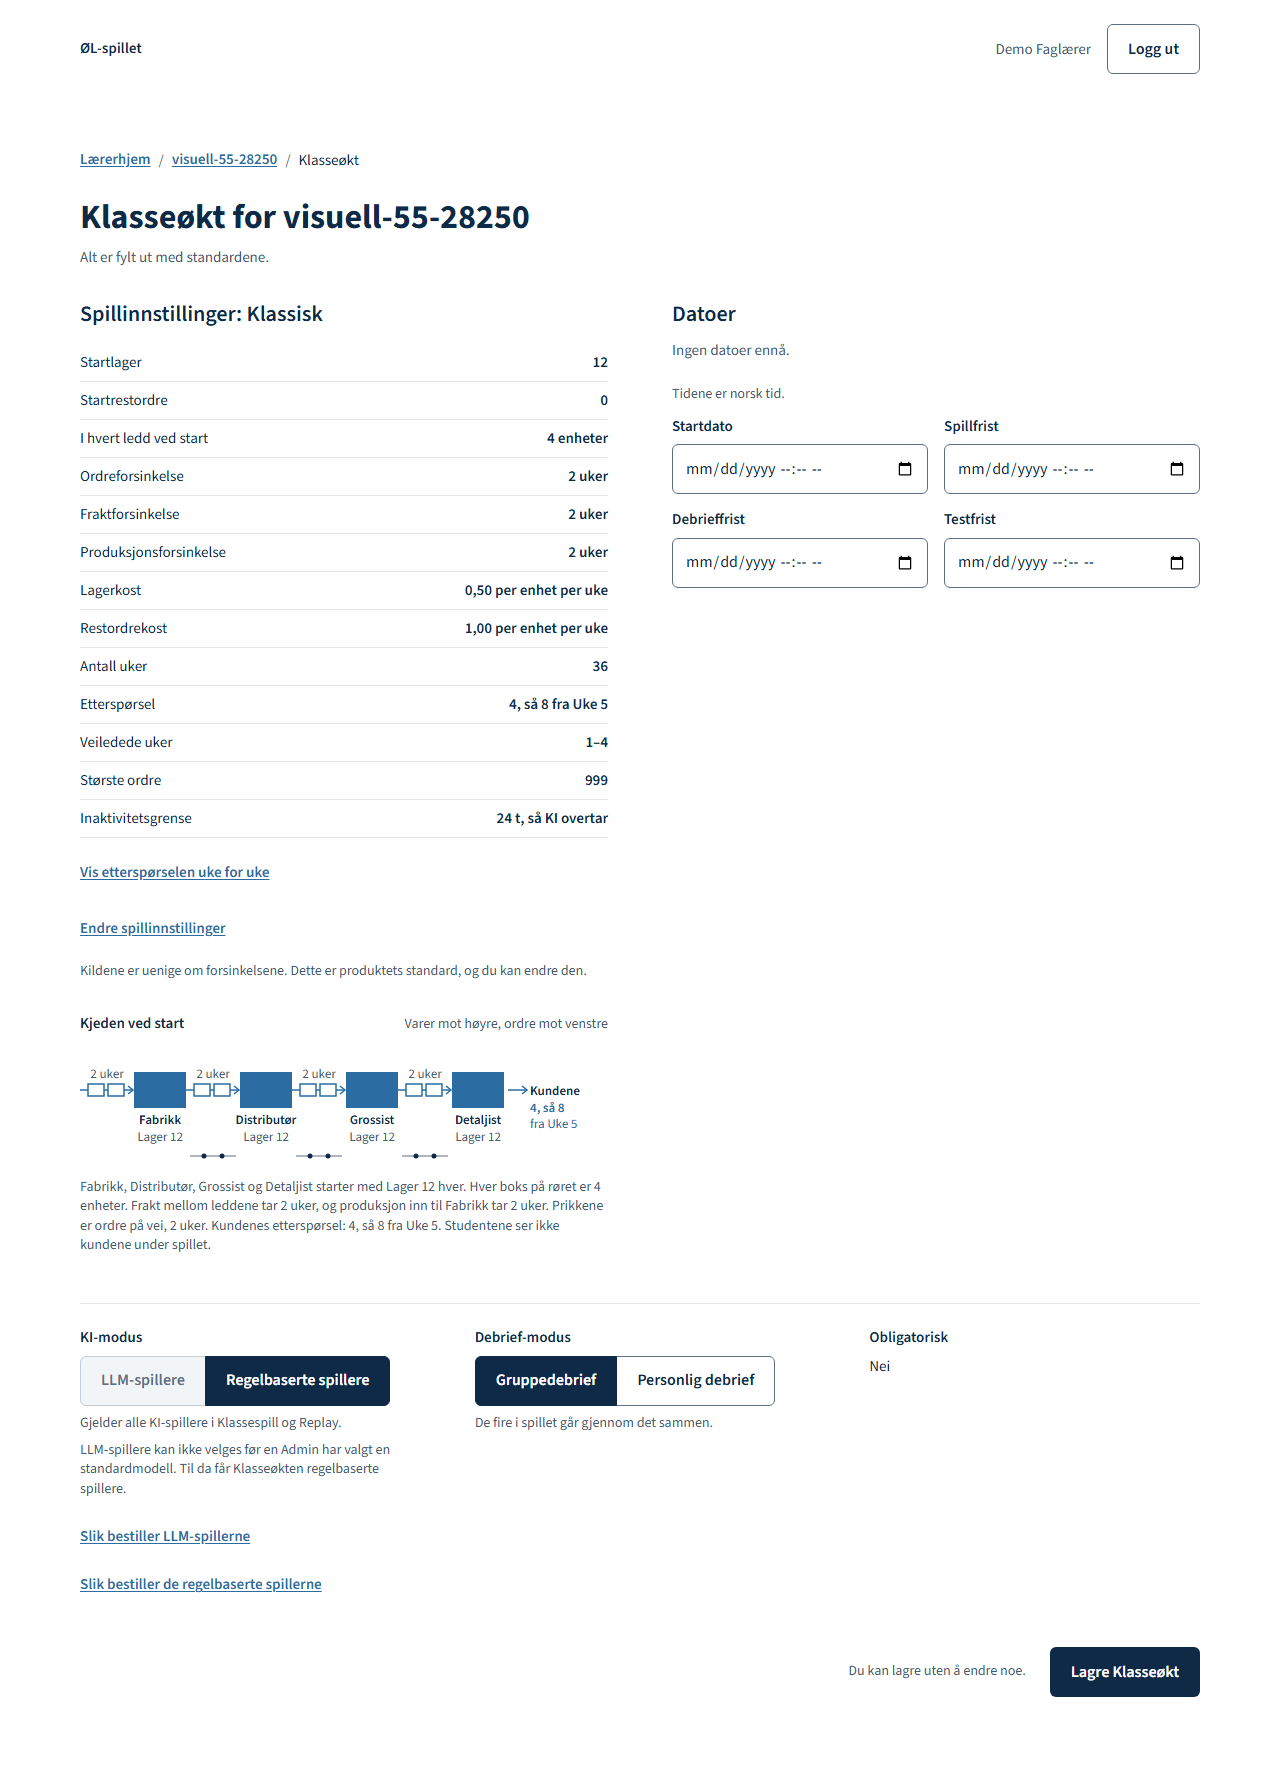 ØL-spillet
Demo Faglærer
Logg ut
Lærerhjem / visuell-55-28250 / Klasseøkt
Klasseøkt for visuell-55-28250
Alt er fylt ut med standardene.
Spillinnstillinger: Klassisk
Startlager 12
Startrestordre 0
I hvert ledd ved start 4 enheter
Ordreforsinkelse 2 uker
Fraktforsinkelse 2 uker
Produksjonsforsinkelse 2 uker
Lagerkost 0,50 per enhet per uke
Restordrekost 1,00 per enhet per uke
Antall uker 36
Etterspørsel 4, så 8 fra Uke 5
Veiledede uker 1–4
Største ordre 999
Inaktivitetsgrense 24 t, så KI overtar
Vis etterspørselen uke for uke
Endre spillinnstillinger
Kildene er uenige om forsinkelsene. Dette er produktets standard, og du kan endre den.
Kjeden ved start
Varer mot høyre, ordre mot venstre
2 uker 2 uker 2 uker 2 uker
Kundene
4, så 8
fra Uke 5
Fabrikk Distributør Grossist Detaljist
Lager 12 Lager 12 Lager 12 Lager 12
Fabrikk, Distributør, Grossist og Detaljist starter med Lager 12 hver. Hver boks på røret er 4
enheter. Frakt mellom leddene tar 2 uker, og produksjon inn til Fabrikk tar 2 uker. Prikkene
er ordre på vei, 2 uker. Kundenes etterspørsel: 4, så 8 fra Uke 5. Studentene ser ikke
kundene under spillet.
Datoer
Ingen datoer ennå.
Tidene er norsk tid.
Startdato Spillfrist
mm/dd/yyyy --:-- -- mm/dd/yyyy --:-- --
Debrieffrist Testfrist
mm/dd/yyyy --:-- -- mm/dd/yyyy --:-- --
KI-modus
LLM-spillere Regelbaserte spillere
Gjelder alle KI-spillere i Klassespill og Replay.
LLM-spillere kan ikke velges før en Admin har valgt en
standardmodell. Til da får Klasseøkten regelbaserte
spillere.
Slik bestiller LLM-spillerne
Slik bestiller de regelbaserte spillerne
Debrief-modus
Gruppedebrief Personlig debrief
De fire i spillet går gjennom det sammen.
Obligatorisk
Nei
Du kan lagre uten å endre noe.
Lagre Klasseøkt